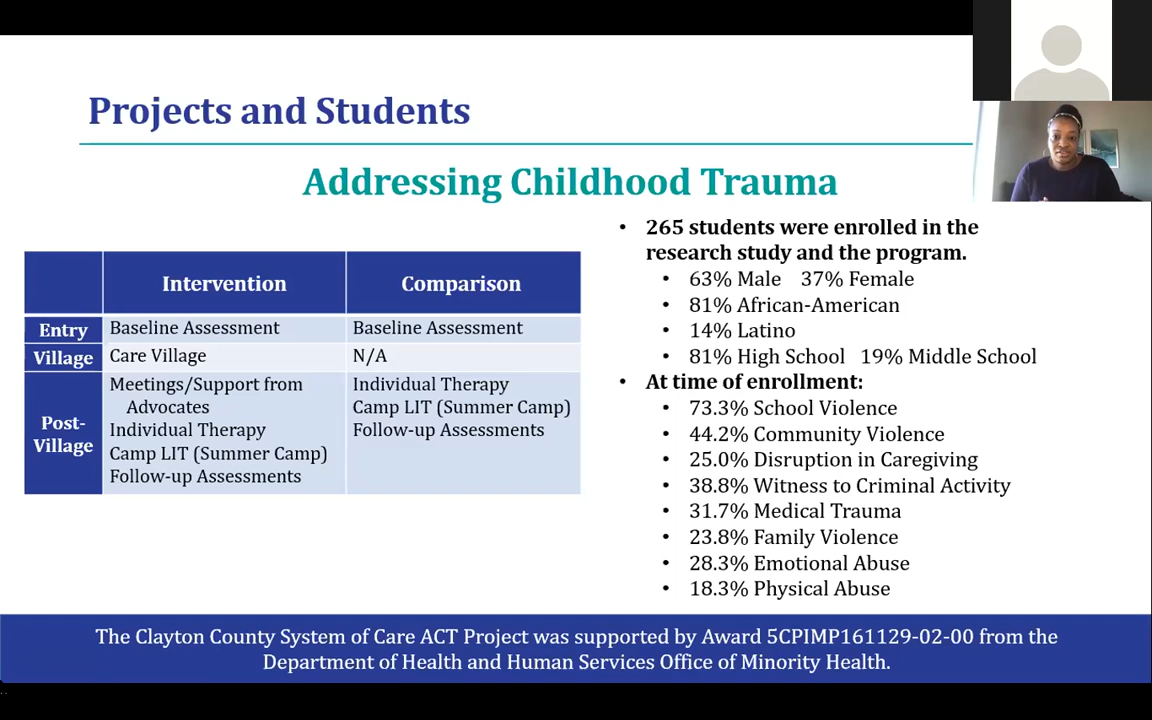 Projects and Students
Addressing Childhood Trauma
Intervention Comparison
Entry Baseline Assessment Baseline Assessment
Village Care Village N/A
Post-Village
Meetings/Support from
Advocates
Individual Therapy
Camp LIT (Summer Camp)
Follow-up Assessments
Individual Therapy
Camp LIT (Summer Camp)
Follow-up Assessments
• 265 students were enrolled in the
research study and the program.
• 63% Male 37% Female
• 81% African-American
• 14% Latino
• 81% High School 19% Middle School
• At time of enrollment:
• 73.3% School Violence
• 44.2% Community Violence
• 25.0% Disruption in Caregiving
• 38.8% Witness to Criminal Activity
• 31.7% Medical Trauma
• 23.8% Family Violence
• 28.3% Emotional Abuse
• 18.3% Physical Abuse
The Clayton County System of Care ACT Project was supported by Award 5CPIMP161129-02-00 from the
Department of Health and Human Services Office of Minority Health.